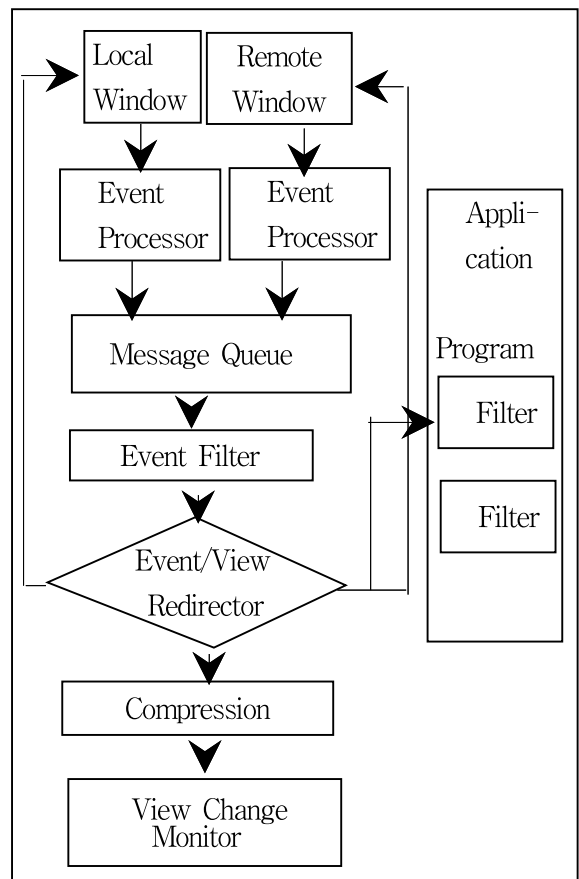 Local
Window
Remote
Window
Event
Processor
Event
Processor
Appli-
cation
Program
Filter
Filter
Message Queue
Event Filter
Event/View
Redirector
Compression
View Change
Monitor